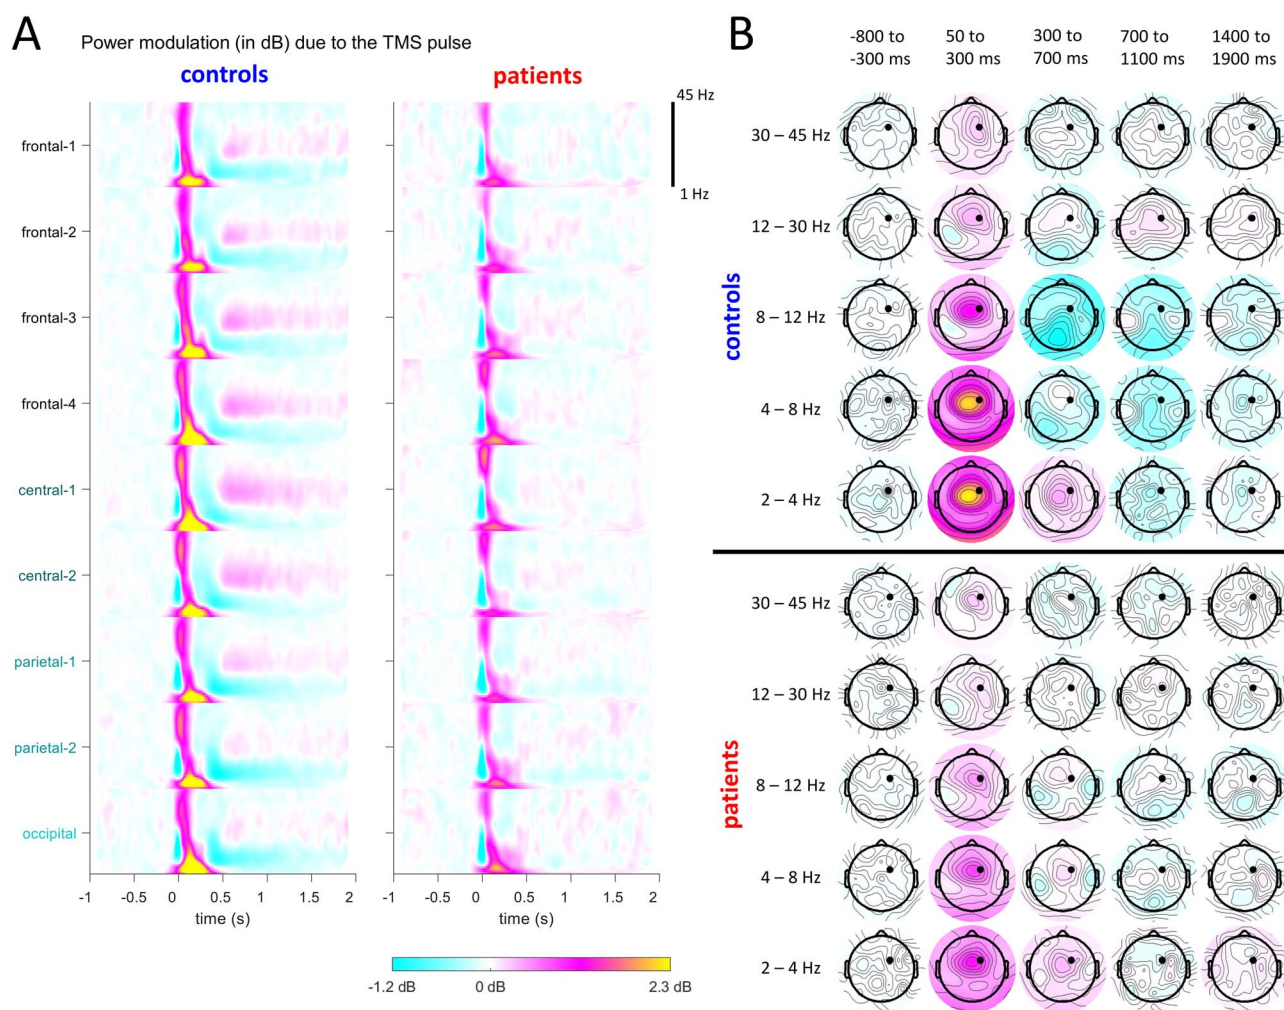 A
Power modulation (in dB) due to the TMS pulse
controls
patients
45 Hz
1 Hz
frontal-1
frontal-2
frontal-3
frontal-4
central-1
central-2
parietal-1
parietal-2
occipital
-1 -0.5 0 0.5 1 1.5 2
time (s)
-1 -0.5 0 0.5 1 1.5 2
time (s)
-1.2 dB 0 dB 2.3 dB
B
-800 to 50 to 300 to 700 to 1400 to
-300 ms 300 ms 700 ms 1100 ms 1900 ms
controls
30 – 45 Hz
12 – 30 Hz
8 – 12 Hz
4 – 8 Hz
2 – 4 Hz
patients
30 – 45 Hz
12 – 30 Hz
8 – 12 Hz
4 – 8 Hz
2 – 4 Hz